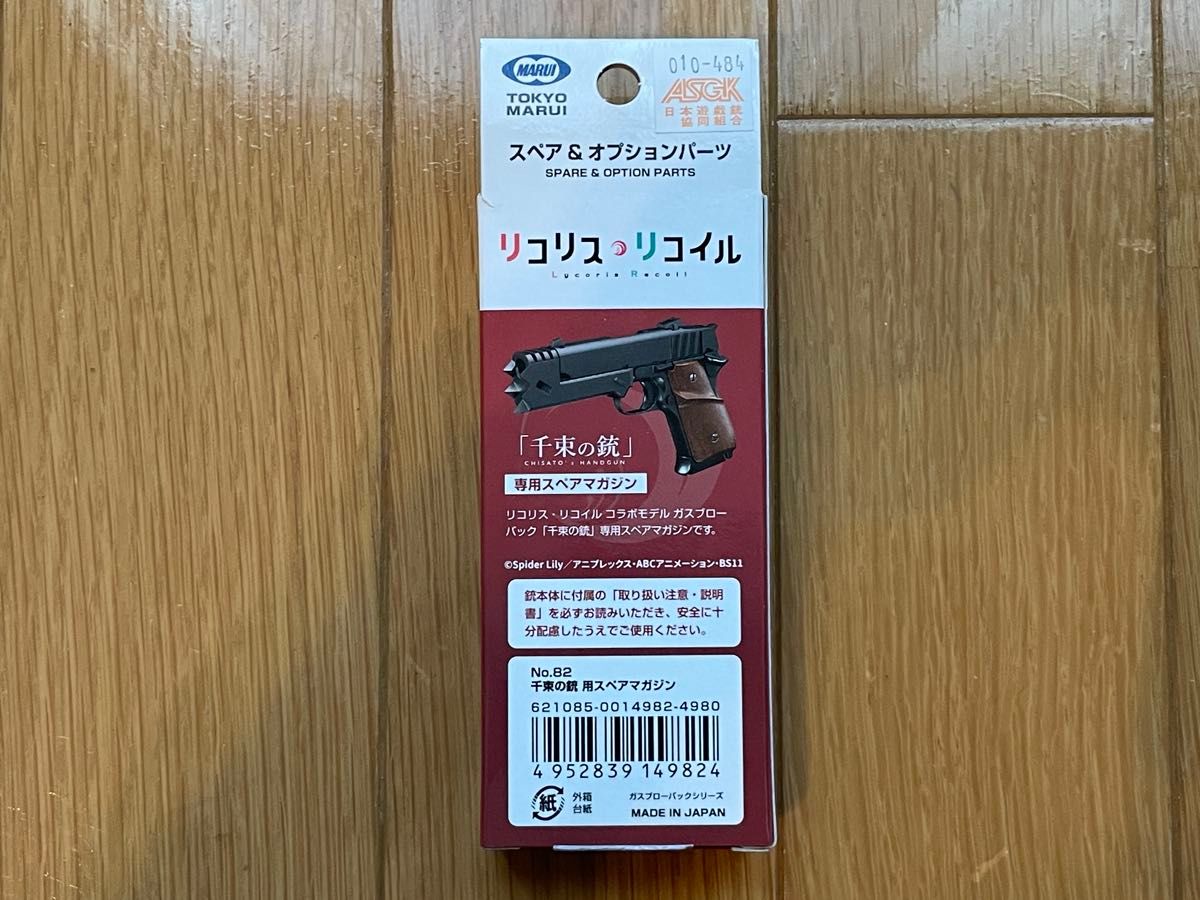 MARUI
TOKYO
MARUI
010-484
ASGK
日本遊戯銃
協同組合
スペア & オプションパーツ
SPARE & OPTION PARTS
リコリス・リコイル
Lycoris Recoil
「千束の銃」
CHISATO's HANDGUN
専用スペアマガジン
リコリス・リコイル コラボモデル ガスブロー
バック「千束の銃」専用スペアマガジンです。
©Spider Lily／アニプレックス・ABCアニメーション・BS11
銃本体に付属の「取り扱い注意・説明
書」を必ずお読みいただき、安全に十
分配慮したうえでご使用ください。
No.82
千束の銃 用スペアマガジン
621085-0014982-4980
4 952839 149824
紙
外箱
台紙
ガスブローバックシリーズ
MADE IN JAPAN